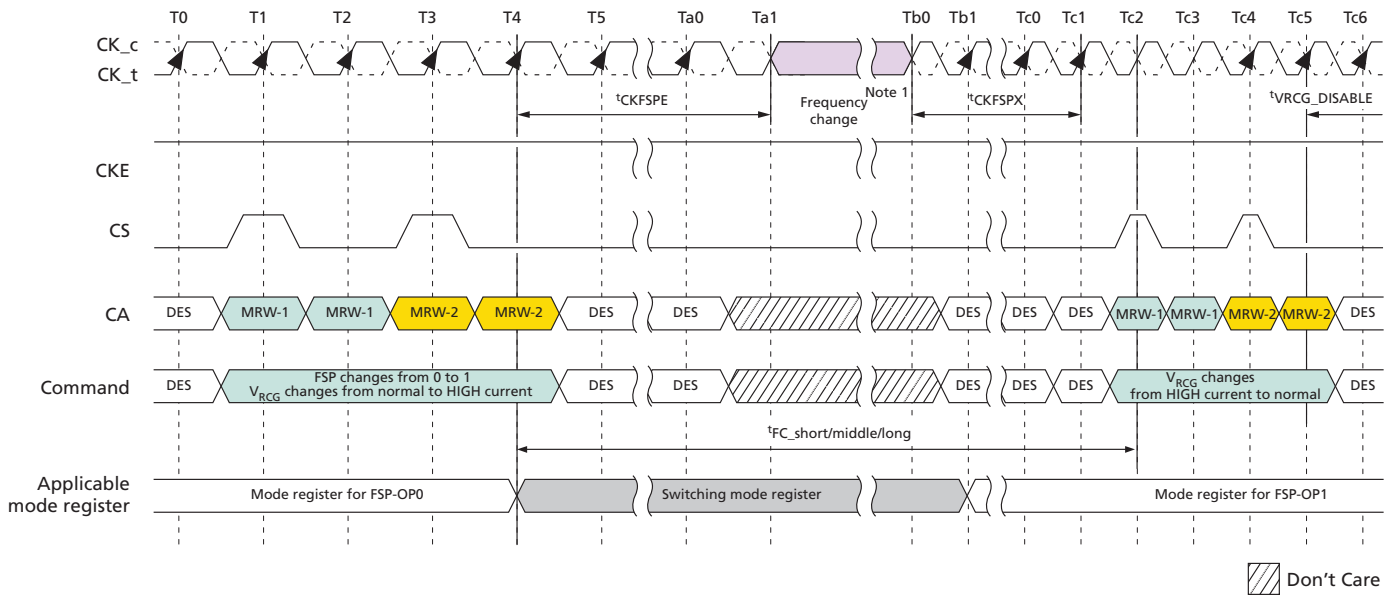 T0 T1 T2 T3 T4 T5 Ta0 Ta1 Tb0 Tb1 Tc0 Tc1 Tc2 Tc3 Tc4 Tc5 Tc6
CK_c
CK_t
tCKFSPE
Frequency
change
Note 1
tCKFSPX
tVRCG_DISABLE
CKE
CS
CA DES MRW-1 MRW-1 MRW-2 MRW-2 DES DES DES DES DES MRW-1 MRW-1 MRW-2 MRW-2 DES
Command DES FSP changes from 0 to 1
VRCG changes from normal to HIGH current
DES DES DES DES DES
VRCG changes
from HIGH current to normal
DES
tFC_short/middle/long
Applicable
mode register
Mode register for FSP-OP0 Switching mode register Mode register for FSP-OP1
Don't Care